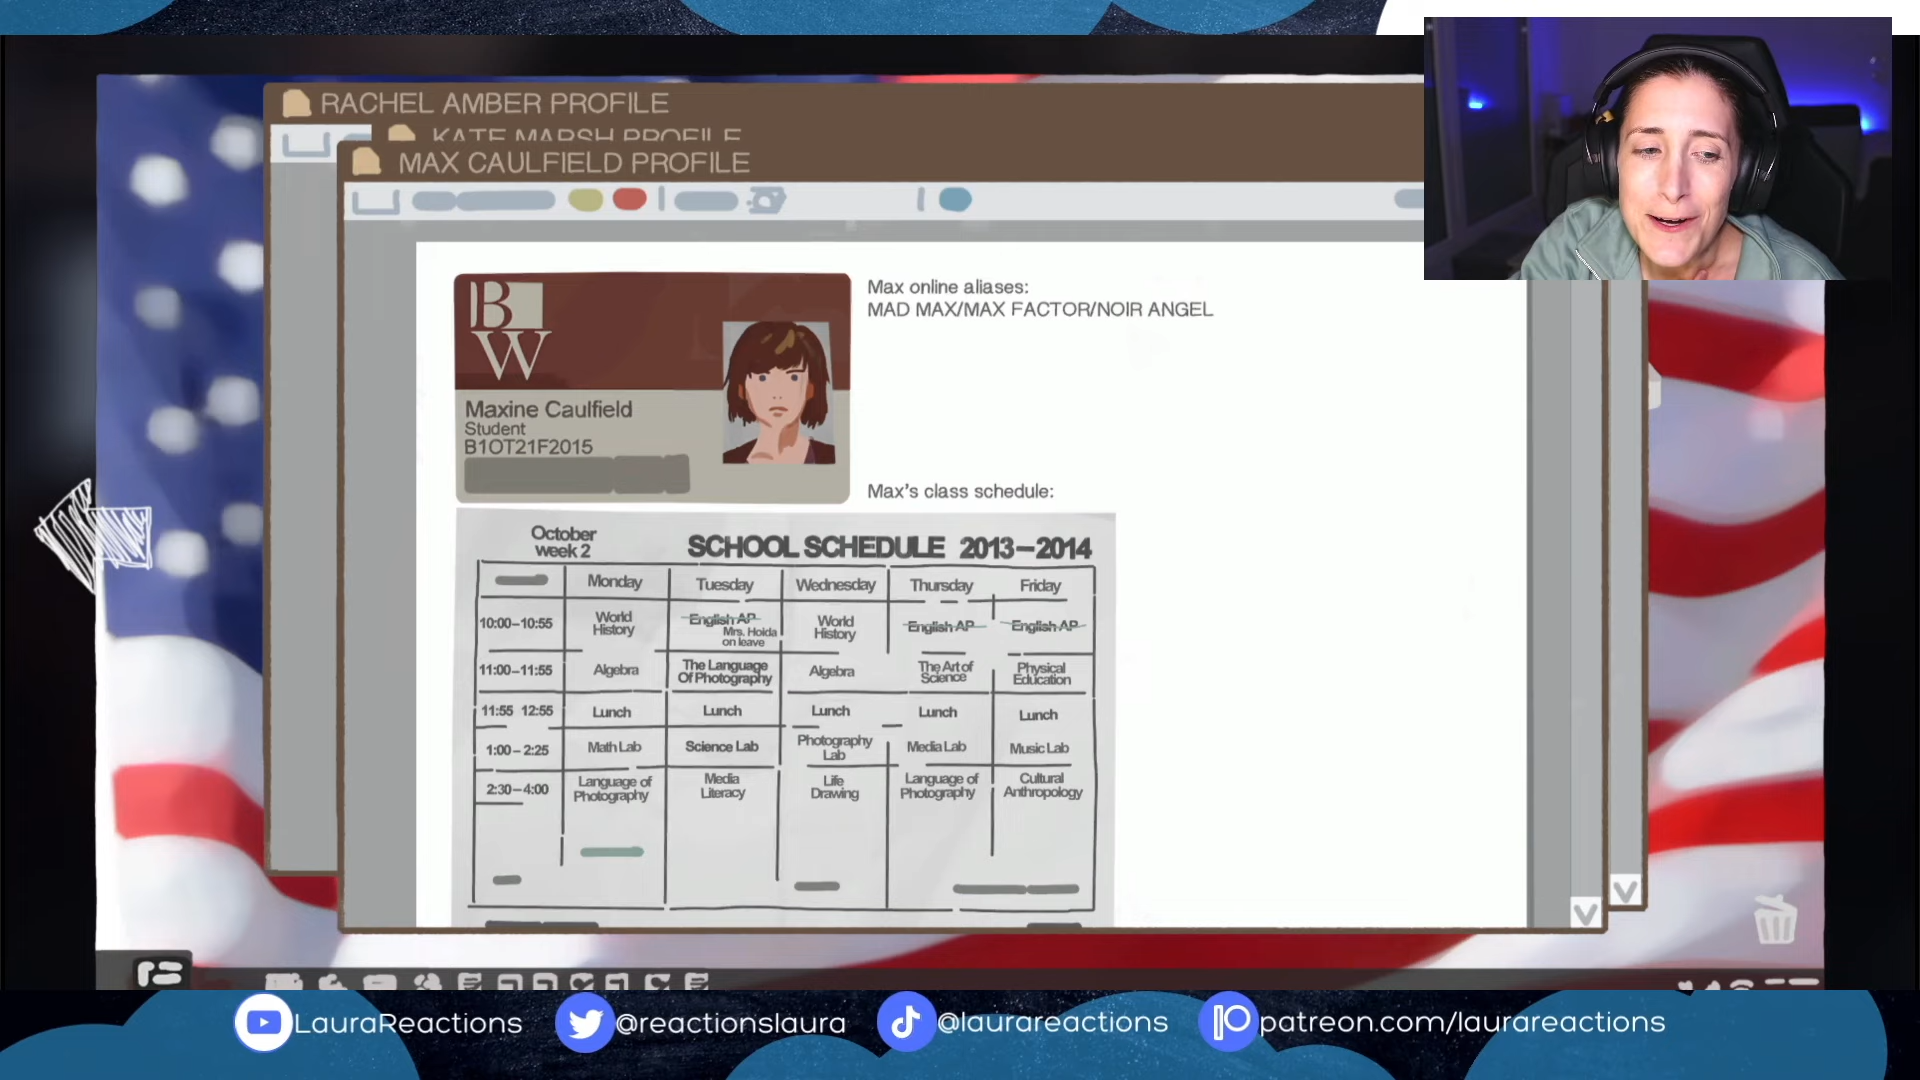 RACHEL AMBER PROFILE
KATE MARSH PROFILE
MAX CAULFIELD PROFILE
BW
Maxine Caulfield
Student
B1OT21F2015
Max online aliases:
MAD MAX/MAX FACTOR/NOIR ANGEL
Max's class schedule:
October
week 2
SCHOOL SCHEDULE 2013-2014
Monday Tuesday Wednesday Thursday Friday
10:00-10:55 World History English AP Mrs. Hoida on leave World History English AP English AP
11:00-11:55 Algebra The Language Of Photography Algebra The Art of Science Physical Education
11:55 12:55 Lunch Lunch Lunch Lunch Lunch
1:00-2:25 Math Lab Science Lab Photography Lab Media Lab Music Lab
2:30-4:00 Language of Photography Media Literacy Life Drawing Language of Photography Cultural Anthropology
LauraReactions @reactionslaura @laurareactions patreon.com/laurareactions